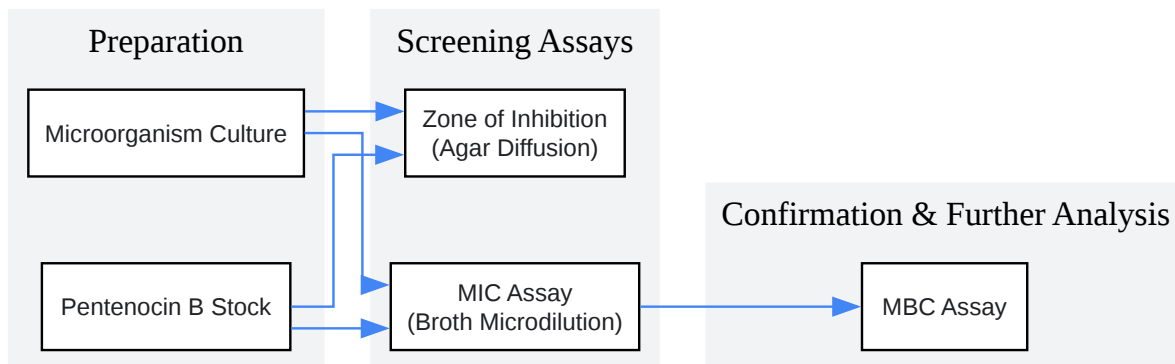 Preparation
Screening Assays
Microorganism Culture
Zone of Inhibition
(Agar Diffusion)
Confirmation & Further Analysis
Pentenocin B Stock
MIC Assay
(Broth Microdilution)
MBC Assay